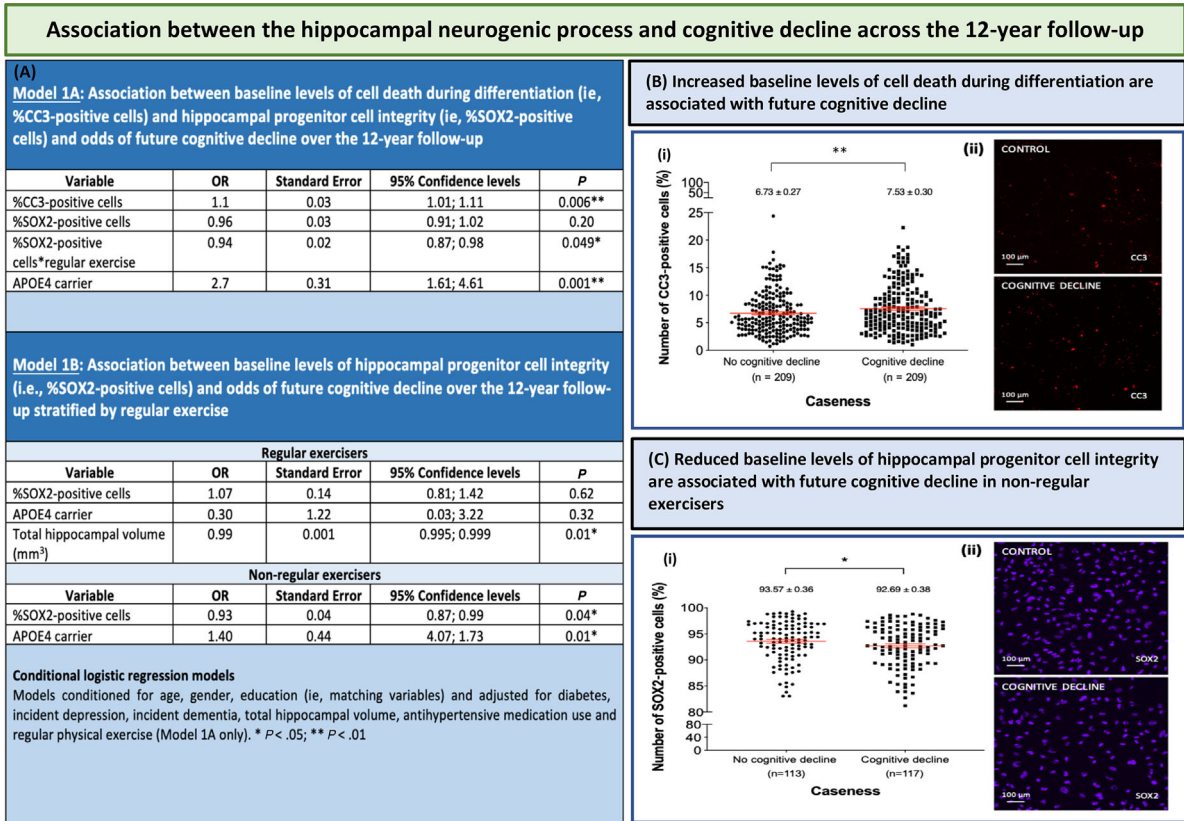 Association between the hippocampal neurogenic process and cognitive decline across the 12-year follow-up
(A)
Model 1A: Association between baseline levels of cell death during differentiation (ie,
%CC3-positive cells) and hippocampal progenitor cell integrity (ie, %SOX2-positive
cells) and odds of future cognitive decline over the 12-year follow-up
Variable OR Standard Error 95% Confidence levels P
%CC3-positive cells 1.1 0.03 1.01; 1.11 0.006**
%SOX2-positive cells 0.96 0.03 0.91; 1.02 0.20
%SOX2-positive 0.94 0.02 0.87; 0.98 0.049*
cells*regular exercise
APOE4 carrier 2.7 0.31 1.61; 4.61 0.001**
Model 1B: Association between baseline levels of hippocampal progenitor cell integrity
(i.e., %SOX2-positive cells) and odds of future cognitive decline over the 12-year follow-
up stratified by regular exercise
Regular exercisers
Variable OR Standard Error 95% Confidence levels P
%SOX2-positive cells 1.07 0.14 0.81; 1.42 0.62
APOE4 carrier 0.30 1.22 0.03; 3.22 0.32
Total hippocampal volume 0.99 0.001 0.995; 0.999 0.01*
(mm³)
Non-regular exercisers
Variable OR Standard Error 95% Confidence levels P
%SOX2-positive cells 0.93 0.04 0.87; 0.99 0.04*
APOE4 carrier 1.40 0.44 4.07; 1.73 0.01*
Conditional logistic regression models
Models conditioned for age, gender, education (ie, matching variables) and adjusted for diabetes,
incident depression, incident dementia, total hippocampal volume, antihypertensive medication use and
regular physical exercise (Model 1A only). * P < .05; ** P < .01
(B) Increased baseline levels of cell death during differentiation are
associated with future cognitive decline
(i)
**
6.73 ± 0.27 7.53 ± 0.30
Number of CC3-positive cells (%)
100
50
25
20
15
10
5
0
No cognitive decline Cognitive decline
(n = 209) (n = 209)
Caseness
(ii)
CONTROL
100 µm CC3
COGNITIVE DECLINE
100 µm CC3
(C) Reduced baseline levels of hippocampal progenitor cell integrity
are associated with future cognitive decline in non-regular
exercisers
(i)
*
93.57 ± 0.36 92.69 ± 0.38
Number of SOX2-positive cells (%)
100
95
90
85
80
80
40
0
No cognitive decline Cognitive decline
(n=113) (n=117)
Caseness
(ii)
CONTROL
100 µm SOX2
COGNITIVE DECLINE
100 µm SOX2